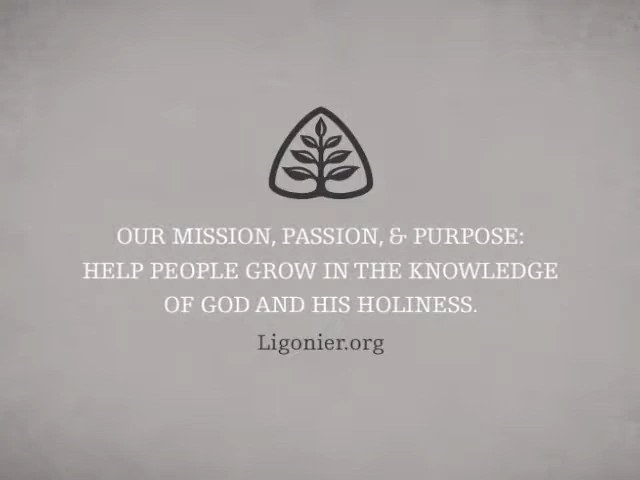 OUR MISSION, PASSION, & PURPOSE:
HELP PEOPLE GROW IN THE KNOWLEDGE
OF GOD AND HIS HOLINESS.
Ligonier.org